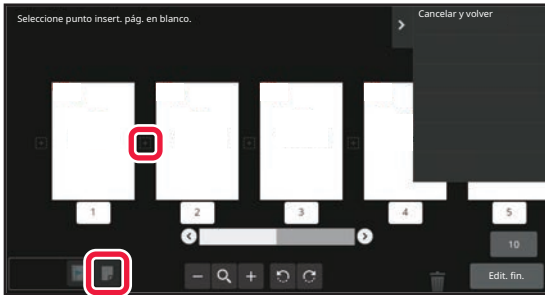 Seleccione punto insert. pág. en blanco.
Cancelar y volver
1
2
3
4
5
10
Edit. fin.